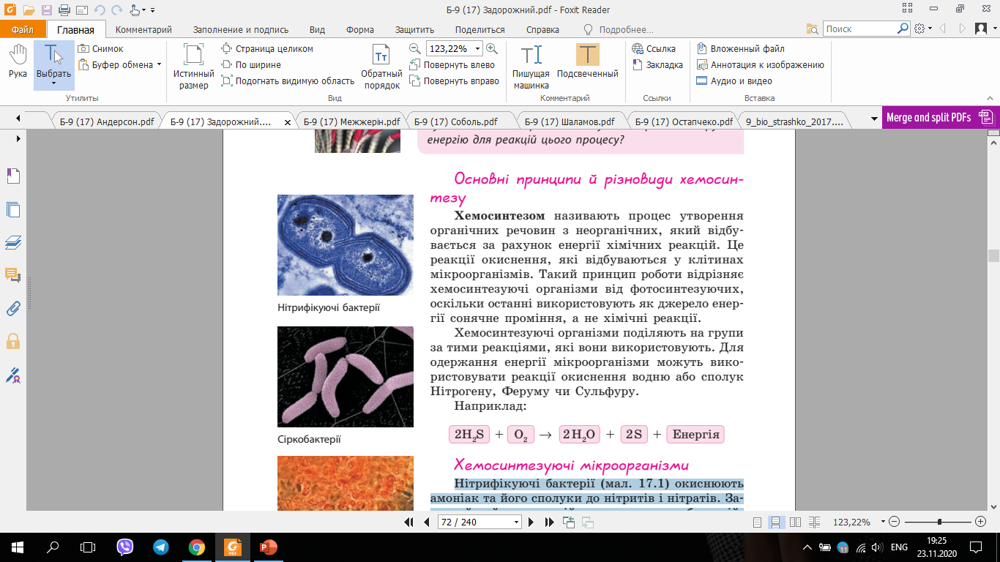 Б-9 (17) Задорожний.pdf - Foxit Reader
Файл
Главная
Комментарий
Заполнение и подпись
Вид
Форма
Защитить
Поделиться
Справка
Подробнее...
Поиск
Рука
Выбрать
Снимок
Буфер обмена
Утилиты
Истинный размер
Страница целиком
По ширине
Подогнать видимую область
Обратный порядок
123,22%
Повернуть влево
Повернуть вправо
Вид
Пишущая машинка
Подсвеченный
Комментарий
Ссылка
Закладка
Ссылки
Вложенный файл
Аннотация к изображению
Аудио и видео
Вставка
Б-9 (17) Андерсон.pdf
Б-9 (17) Задорожний....
Б-9 (17) Межжерін.pdf
Б-9 (17) Соболь.pdf
Б-9 (17) Шаламов.pdf
Б-9 (17) Остапчеко.pdf
9_bio_strashko_2017....
Merge and split PDFs
енергію для реакцій цього процесу?
Основні принципи й різновиди хемосин-
тезу
Хемосинтезом називають процес утворення
органічних речовин з неорганічних, який відбу-
вається за рахунок енергії хімічних реакцій. Це
реакції окиснення, які відбуваються у клітинах
мікроорганізмів. Такий принцип роботи відрізняє
хемосинтезуючі організми від фотосинтезуючих,
оскільки останні використовують як джерело енер-
гії сонячне проміння, а не хімічні реакції.
Хемосинтезуючі організми поділяють на групи
за тими реакціями, які вони використовують. Для
одержання енергії мікроорганізми можуть вико-
ристовувати реакції окиснення водню або сполук
Нітрогену, Феруму чи Сульфуру.
Наприклад:
2H₂S + O₂ → 2H₂O + 2S + Енергія
Хемосинтезуючі мікроорганізми
Нітрифікуючі бактерії (мал. 17.1) окиснюють
амоніак та його сполуки до нітритів і нітратів. За-
Нітрифікуючі бактерії
Сіркобактерії
72 / 240
123,22%
11
ENG
19:25
23.11.2020